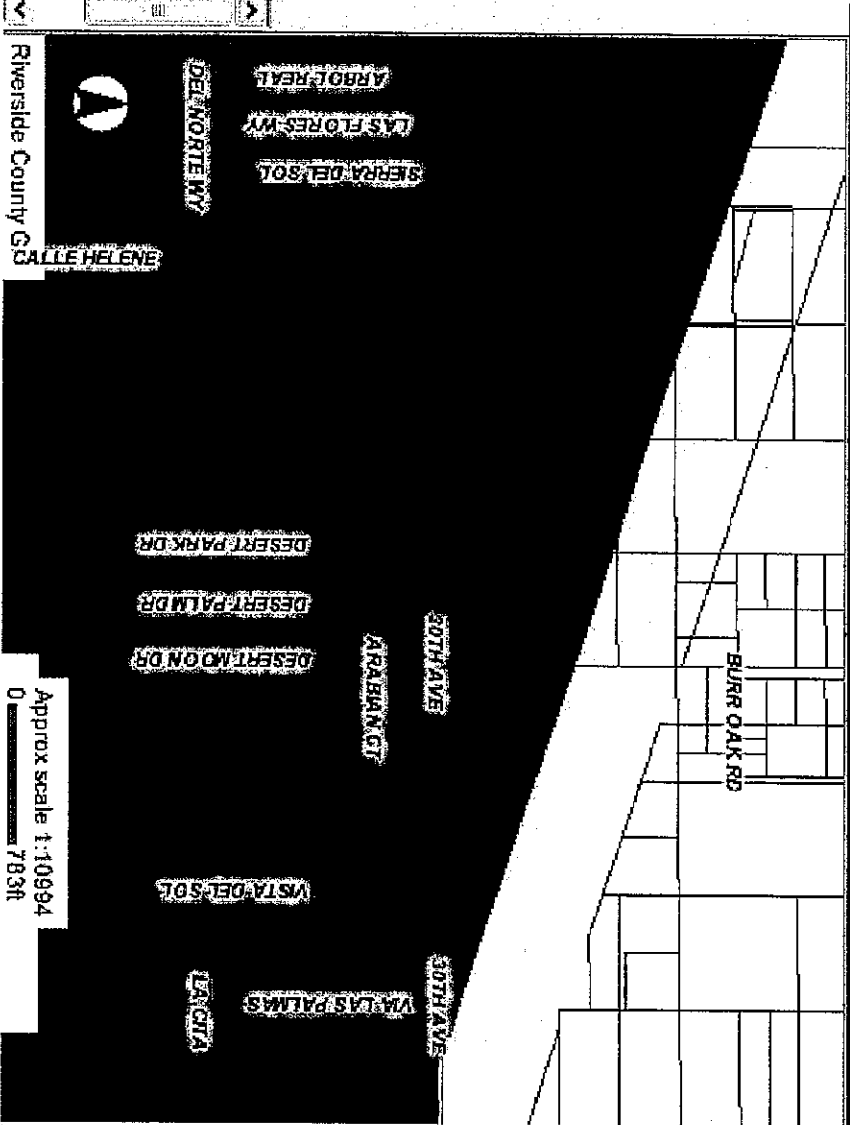 ARBOL REAL
LAS FLORES WY
SIERRA DEL SOL
DEL NORTE WY
CALLE HELENE
DESERT PARK DR
DESERT PALM DR
DESERT MOON DR
ARABIAN CT
30TH AVE
BURR OAK RD
VISTA DEL SOL
LA CITA
VIA LAS PALMAS
30TH AVE
Riverside County G
Approx scale 1:10994
0 783ft